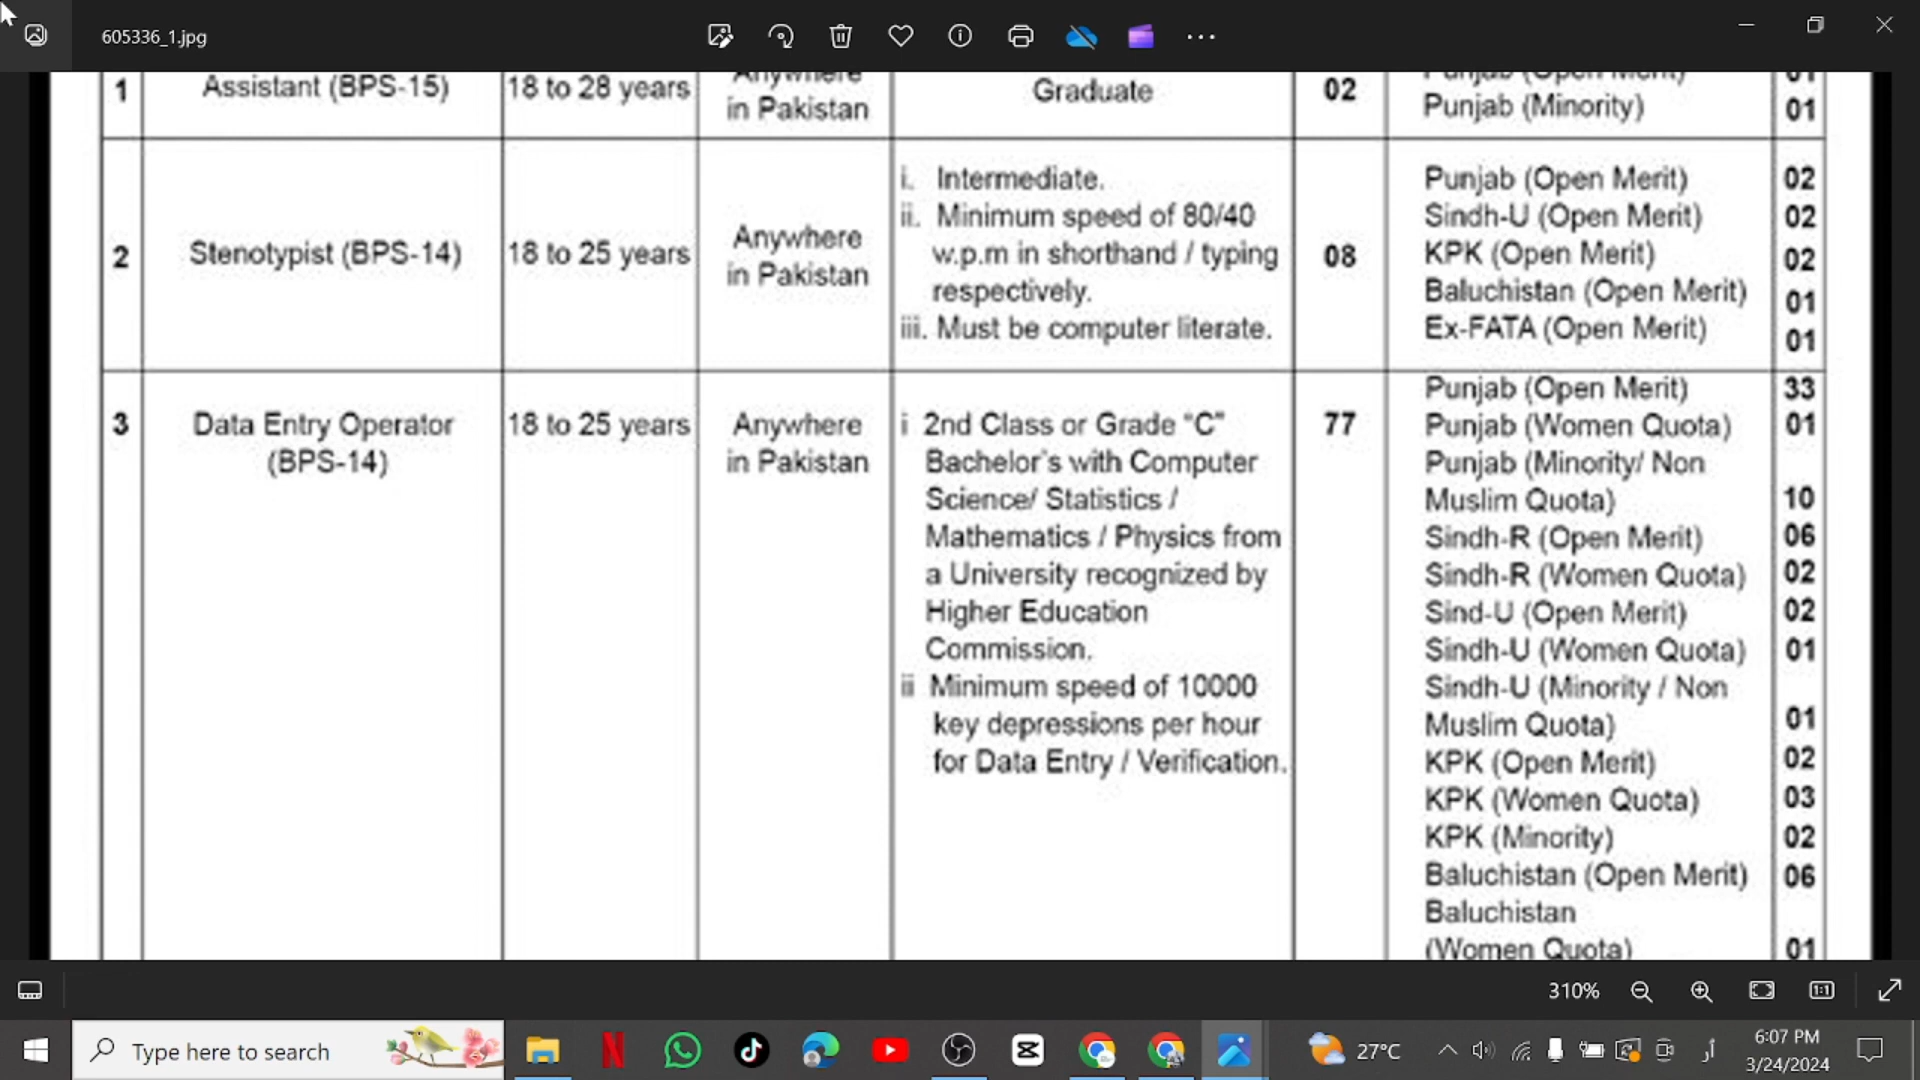 605336_1.jpg
1
Assistant (BPS-15)
18 to 28 years
Anywhere
in Pakistan
Graduate
02
Punjab (Open Merit) 01
Punjab (Minority) 01
2
Stenotypist (BPS-14)
18 to 25 years
Anywhere
in Pakistan
i. Intermediate.
ii. Minimum speed of 80/40
w.p.m in shorthand / typing
respectively.
iii. Must be computer literate.
08
Punjab (Open Merit) 02
Sindh-U (Open Merit) 02
KPK (Open Merit) 02
Baluchistan (Open Merit) 01
Ex-FATA (Open Merit) 01
3
Data Entry Operator
(BPS-14)
18 to 25 years
Anywhere
in Pakistan
i 2nd Class or Grade “C”
Bachelor's with Computer
Science/ Statistics /
Mathematics / Physics from
a University recognized by
Higher Education
Commission.
ii Minimum speed of 10000
key depressions per hour
for Data Entry / Verification.
77
Punjab (Open Merit) 33
Punjab (Women Quota) 01
Punjab (Minority/ Non
Muslim Quota) 10
Sindh-R (Open Merit) 06
Sindh-R (Women Quota) 02
Sind-U (Open Merit) 02
Sindh-U (Women Quota) 01
Sindh-U (Minority / Non
Muslim Quota) 01
KPK (Open Merit) 02
KPK (Women Quota) 03
KPK (Minority) 02
Baluchistan (Open Merit) 06
Baluchistan
(Women Quota) 01
310%
1:1
Type here to search
27°C
6:07 PM
3/24/2024